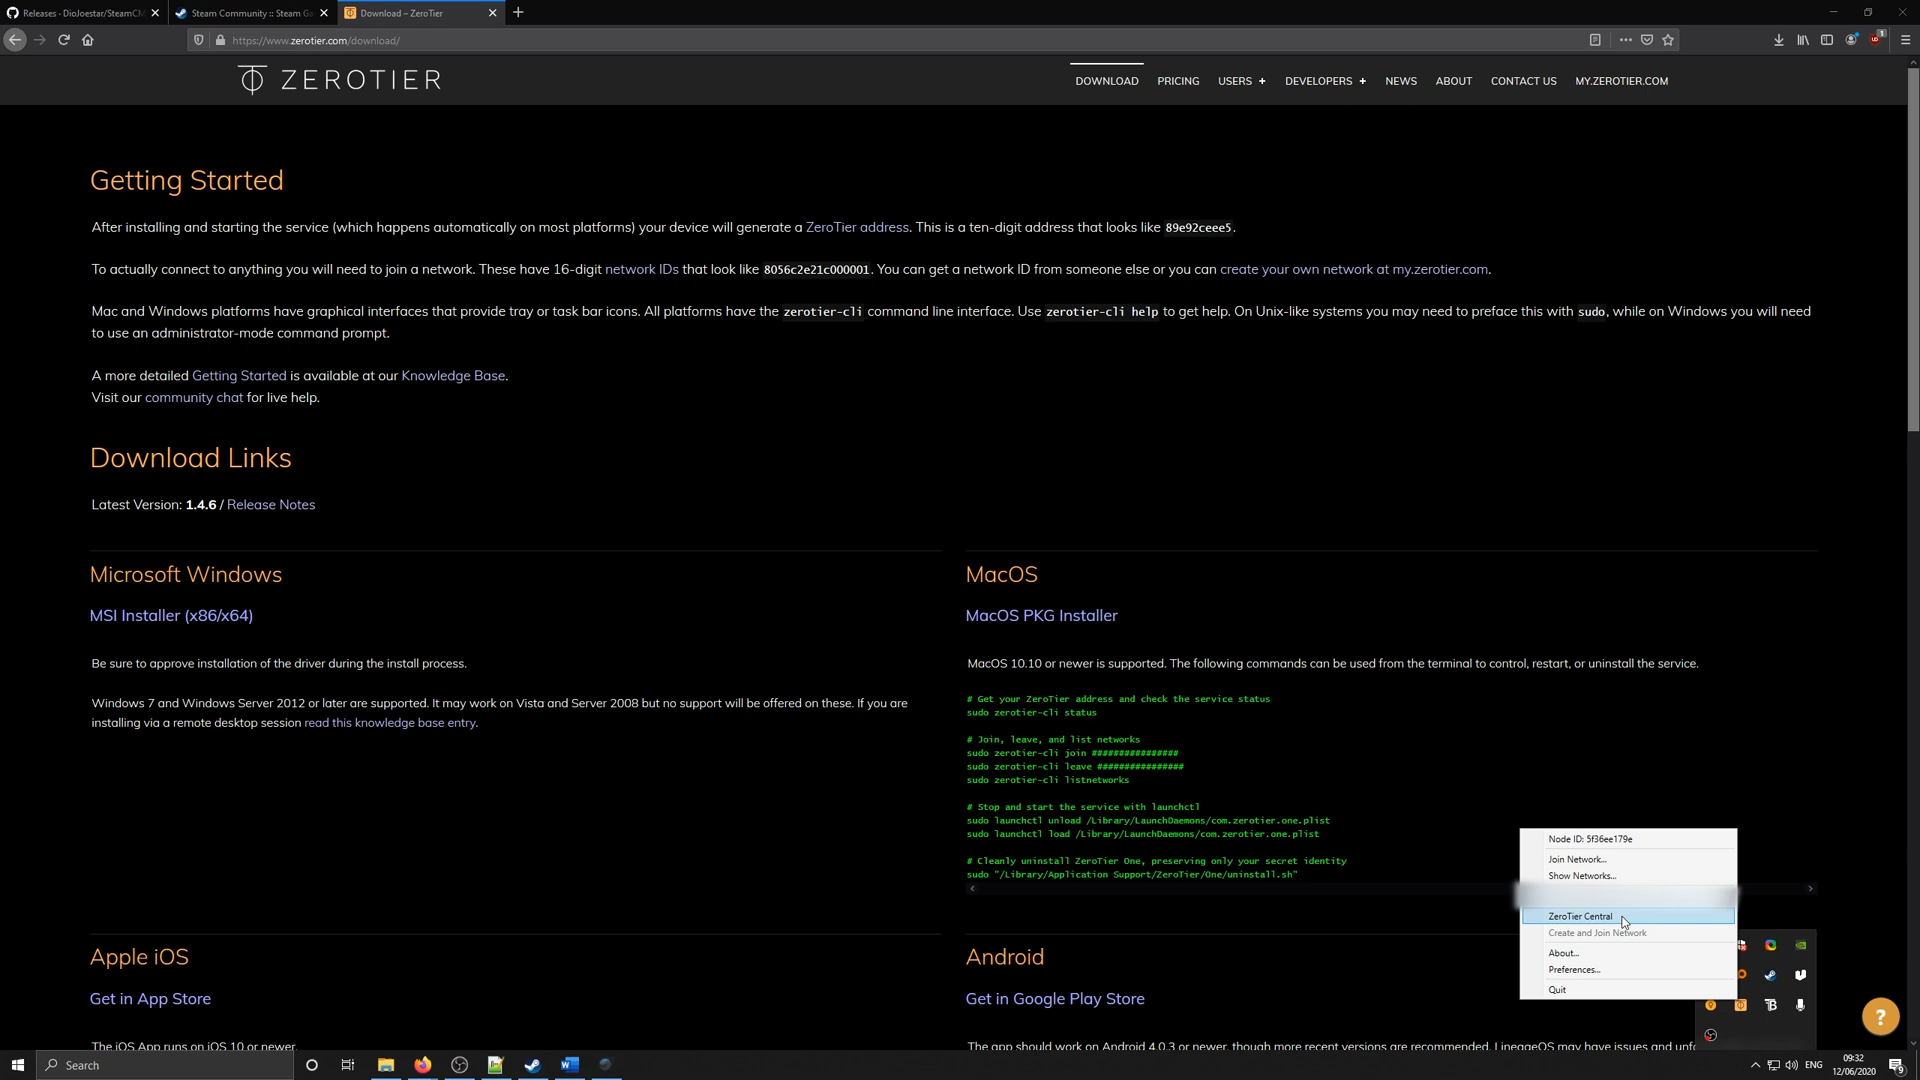 Releases · DioJoestar/SteamCM
Steam Community :: Steam Ga
Download – ZeroTier
https://www.zerotier.com/download/
ZEROTIER
DOWNLOAD PRICING USERS + DEVELOPERS + NEWS ABOUT CONTACT US MY.ZEROTIER.COM
Getting Started
After installing and starting the service (which happens automatically on most platforms) your device will generate a ZeroTier address. This is a ten-digit address that looks like 89e92ceee5.
To actually connect to anything you will need to join a network. These have 16-digit network IDs that look like 8056c2e21c000001. You can get a network ID from someone else or you can create your own network at my.zerotier.com.
Mac and Windows platforms have graphical interfaces that provide tray or task bar icons. All platforms have the zerotier-cli command line interface. Use zerotier-cli help to get help. On Unix-like systems you may need to preface this with sudo, while on Windows you will need
to use an administrator-mode command prompt.
A more detailed Getting Started is available at our Knowledge Base.
Visit our community chat for live help.
Download Links
Latest Version: 1.4.6 / Release Notes
Microsoft Windows
MSI Installer (x86/x64)
Be sure to approve installation of the driver during the install process.
Windows 7 and Windows Server 2012 or later are supported. It may work on Vista and Server 2008 but no support will be offered on these. If you are
installing via a remote desktop session read this knowledge base entry.
MacOS
MacOS PKG Installer
MacOS 10.10 or newer is supported. The following commands can be used from the terminal to control, restart, or uninstall the service.
# Get your ZeroTier address and check the service status
sudo zerotier-cli status
# Join, leave, and list networks
sudo zerotier-cli join ################
sudo zerotier-cli leave ################
sudo zerotier-cli listnetworks
# Stop and start the service with launchctl
sudo launchctl unload /Library/LaunchDaemons/com.zerotier.one.plist
sudo launchctl load /Library/LaunchDaemons/com.zerotier.one.plist
# Cleanly uninstall ZeroTier One, preserving only your secret identity
sudo "/Library/Application Support/ZeroTier/One/uninstall.sh"
Node ID: 5f36ee179e
Join Network...
Show Networks...
ZeroTier Central
Create and Join Network
About...
Preferences...
Quit
Apple iOS
Get in App Store
The iOS App runs on iOS 10 or newer.
Android
Get in Google Play Store
The app should work on Android 4.0.3 or newer, though more recent versions are recommended. LineageOS may have issues and unfo
?
Search
ENG
09:32
12/06/2020